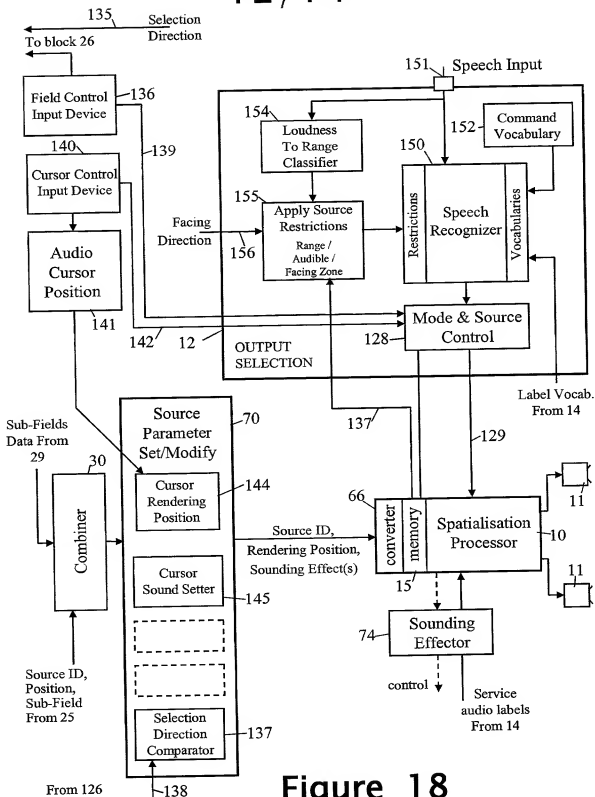 135
Selection
Direction
To block 26
Field Control
Input Device
136
139
140
Cursor Control
Input Device
Audio
Cursor
Position
141
142
12
151
Speech Input
154
Loudness
To Range
Classifier
152
Command
Vocabulary
150
155
Facing
Direction
156
Apply Source
Restrictions
Range /
Audible /
Facing Zone
Restrictions
Speech
Recognizer
Vocabularies
128
Mode & Source
Control
OUTPUT
SELECTION
Label Vocab.
From 14
137
129
Sub-Fields
Data From
29
30
Combiner
Source
Parameter
Set/Modify
70
Cursor
Rendering
Position
144
Cursor
Sound Setter
145
Selection
Direction
Comparator
137
138
From 126
Source ID,
Position,
Sub-Field
From 25
Source ID,
Rendering Position,
Sounding Effect(s)
66
converter
memory
15
Spatialisation
Processor
10
11
11
74
Sounding
Effector
control
Service
audio labels
From 14
Figure 18